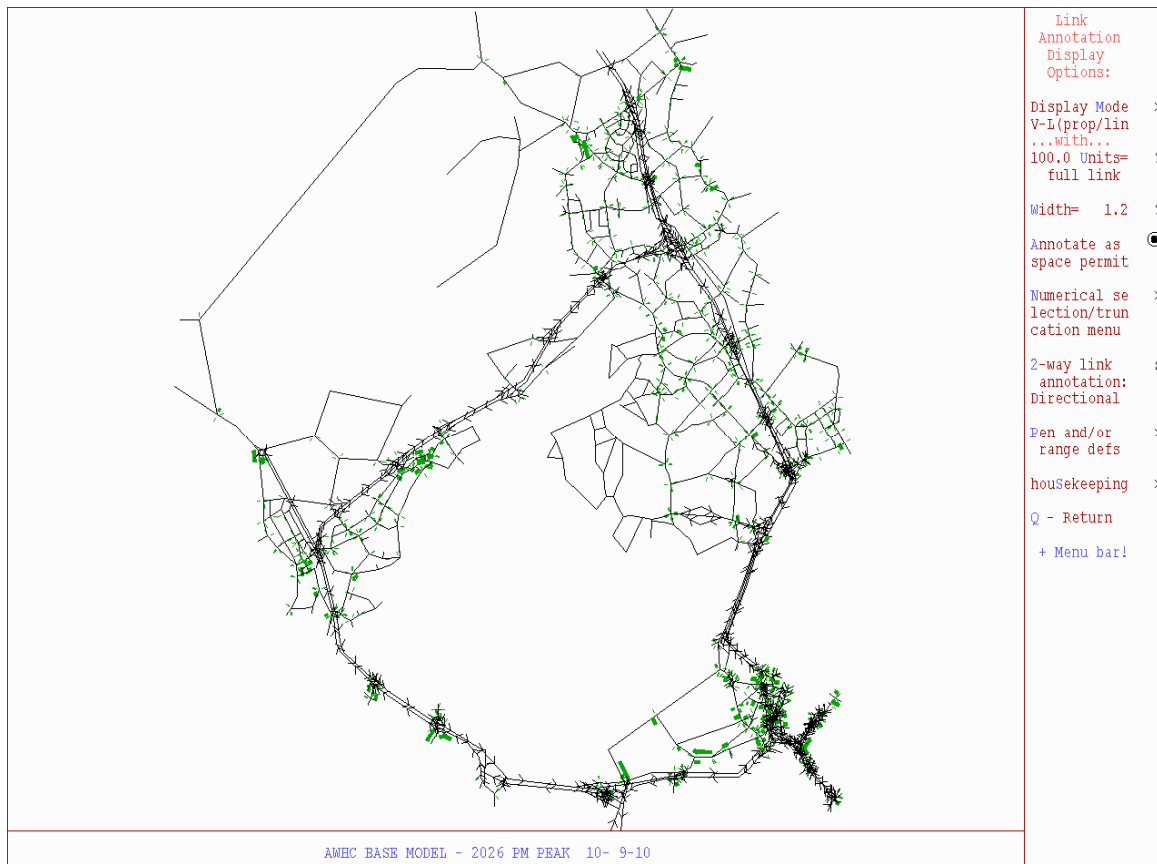 Link
Annotation
Display
Options:
Display Mode
V-L(prop/lin
...with...
100.0 Units=
full link
Width= 1.2
Annotate as
space permit
Numerical se
lection/trun
cation menu
2-way link
annotation:
Directional
Pen and/or
range defs
houSekeeping
Q - Return
+ Menu bar!
AWHC BASE MODEL - 2026 PM PEAK 10- 9-10